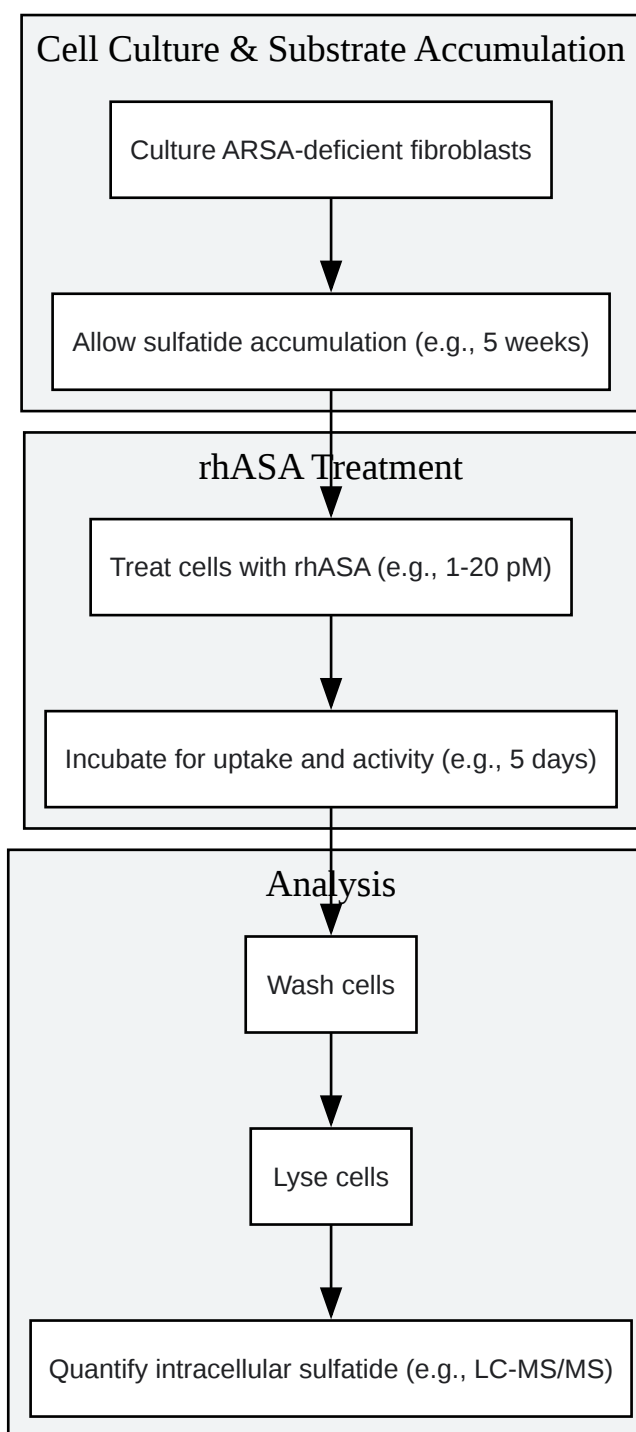 Cell Culture & Substrate Accumulation
Culture ARSA-deficient fibroblasts
Allow sulfatide accumulation (e.g., 5 weeks)
rhASA Treatment
Treat cells with rhASA (e.g., 1-20 pM)
Incubate for uptake and activity (e.g., 5 days)
Analysis
Wash cells
Lyse cells
Quantify intracellular sulfatide (e.g., LC-MS/MS)